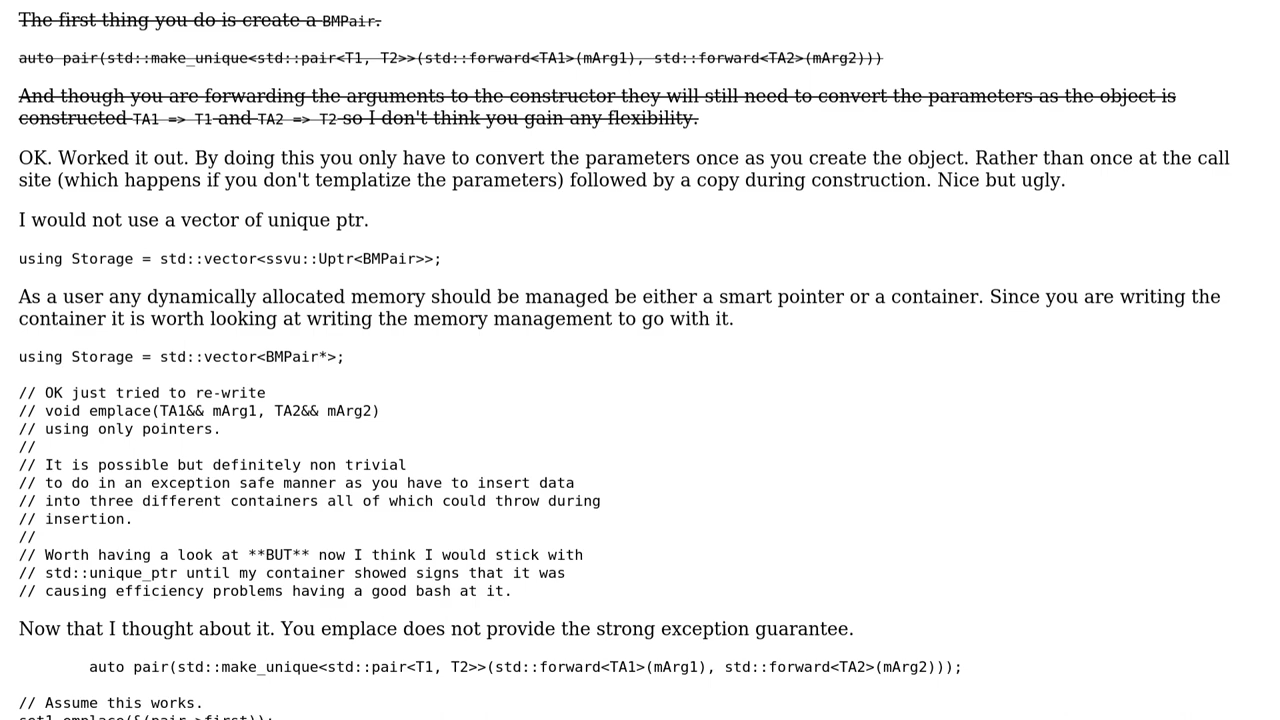 The first thing you do is create a BMPair.
auto pair(std::make_unique<std::pair<T1, T2>>(std::forward<TA1>(mArg1), std::forward<TA2>(mArg2)))
And though you are forwarding the arguments to the constructor they will still need to convert the parameters as the object is
constructed TA1 => T1 and TA2 => T2 so I don't think you gain any flexibility.
OK. Worked it out. By doing this you only have to convert the parameters once as you create the object. Rather than once at the call
site (which happens if you don't templatize the parameters) followed by a copy during construction. Nice but ugly.
I would not use a vector of unique ptr.
using Storage = std::vector<ssvu::Uptr<BMPair>>;
As a user any dynamically allocated memory should be managed be either a smart pointer or a container. Since you are writing the
container it is worth looking at writing the memory management to go with it.
using Storage = std::vector<BMPair*>;
// OK just tried to re-write
// void emplace(TA1&& mArg1, TA2&& mArg2)
// using only pointers.
//
// It is possible but definitely non trivial
// to do in an exception safe manner as you have to insert data
// into three different containers all of which could throw during
// insertion.
//
// Worth having a look at **BUT** now I think I would stick with
// std::unique_ptr until my container showed signs that it was
// causing efficiency problems having a good bash at it.
Now that I thought about it. You emplace does not provide the strong exception guarantee.
auto pair(std::make_unique<std::pair<T1, T2>>(std::forward<TA1>(mArg1), std::forward<TA2>(mArg2)));
// Assume this works.
set1.emplace(&(pair->first));